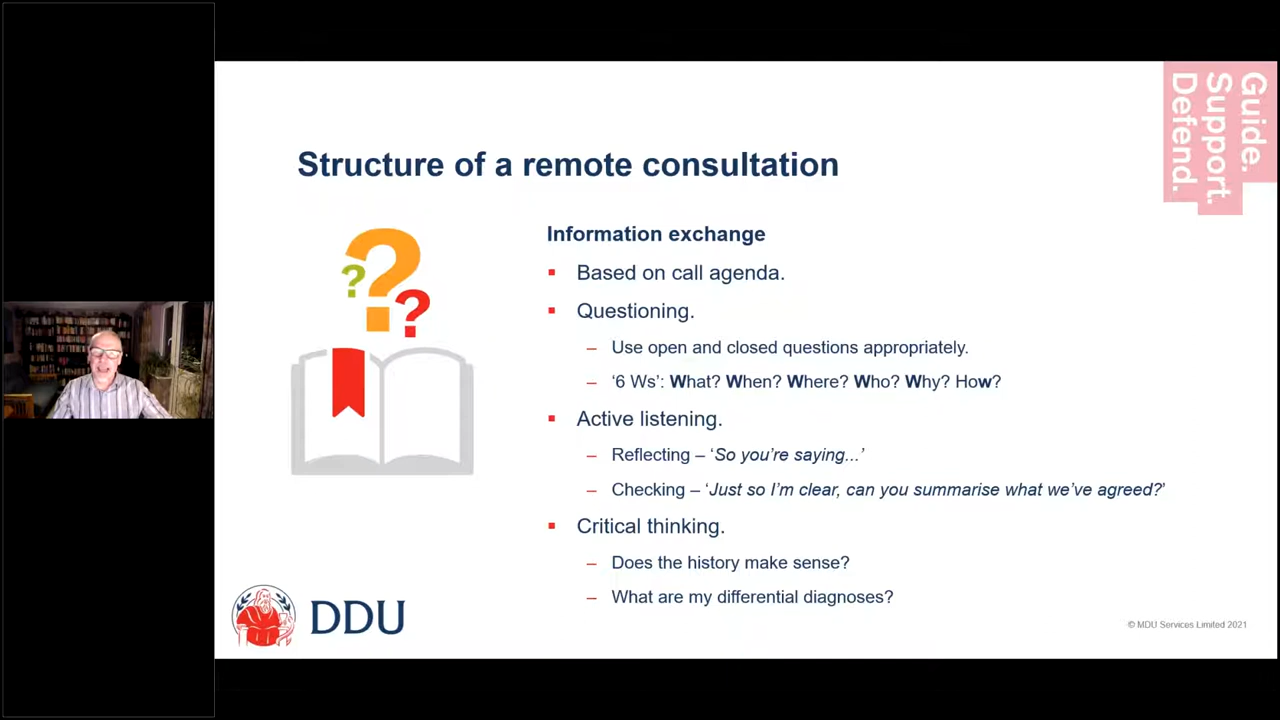 Guide.
Support.
Defend.
Structure of a remote consultation
? ? ?
Information exchange
▪ Based on call agenda.
▪ Questioning.
– Use open and closed questions appropriately.
– ‘6 Ws’: What? When? Where? Who? Why? How?
▪ Active listening.
– Reflecting – ‘So you’re saying...’
– Checking – ‘Just so I’m clear, can you summarise what we’ve agreed?’
▪ Critical thinking.
– Does the history make sense?
– What are my differential diagnoses?
DDU
© MDU Services Limited 2021